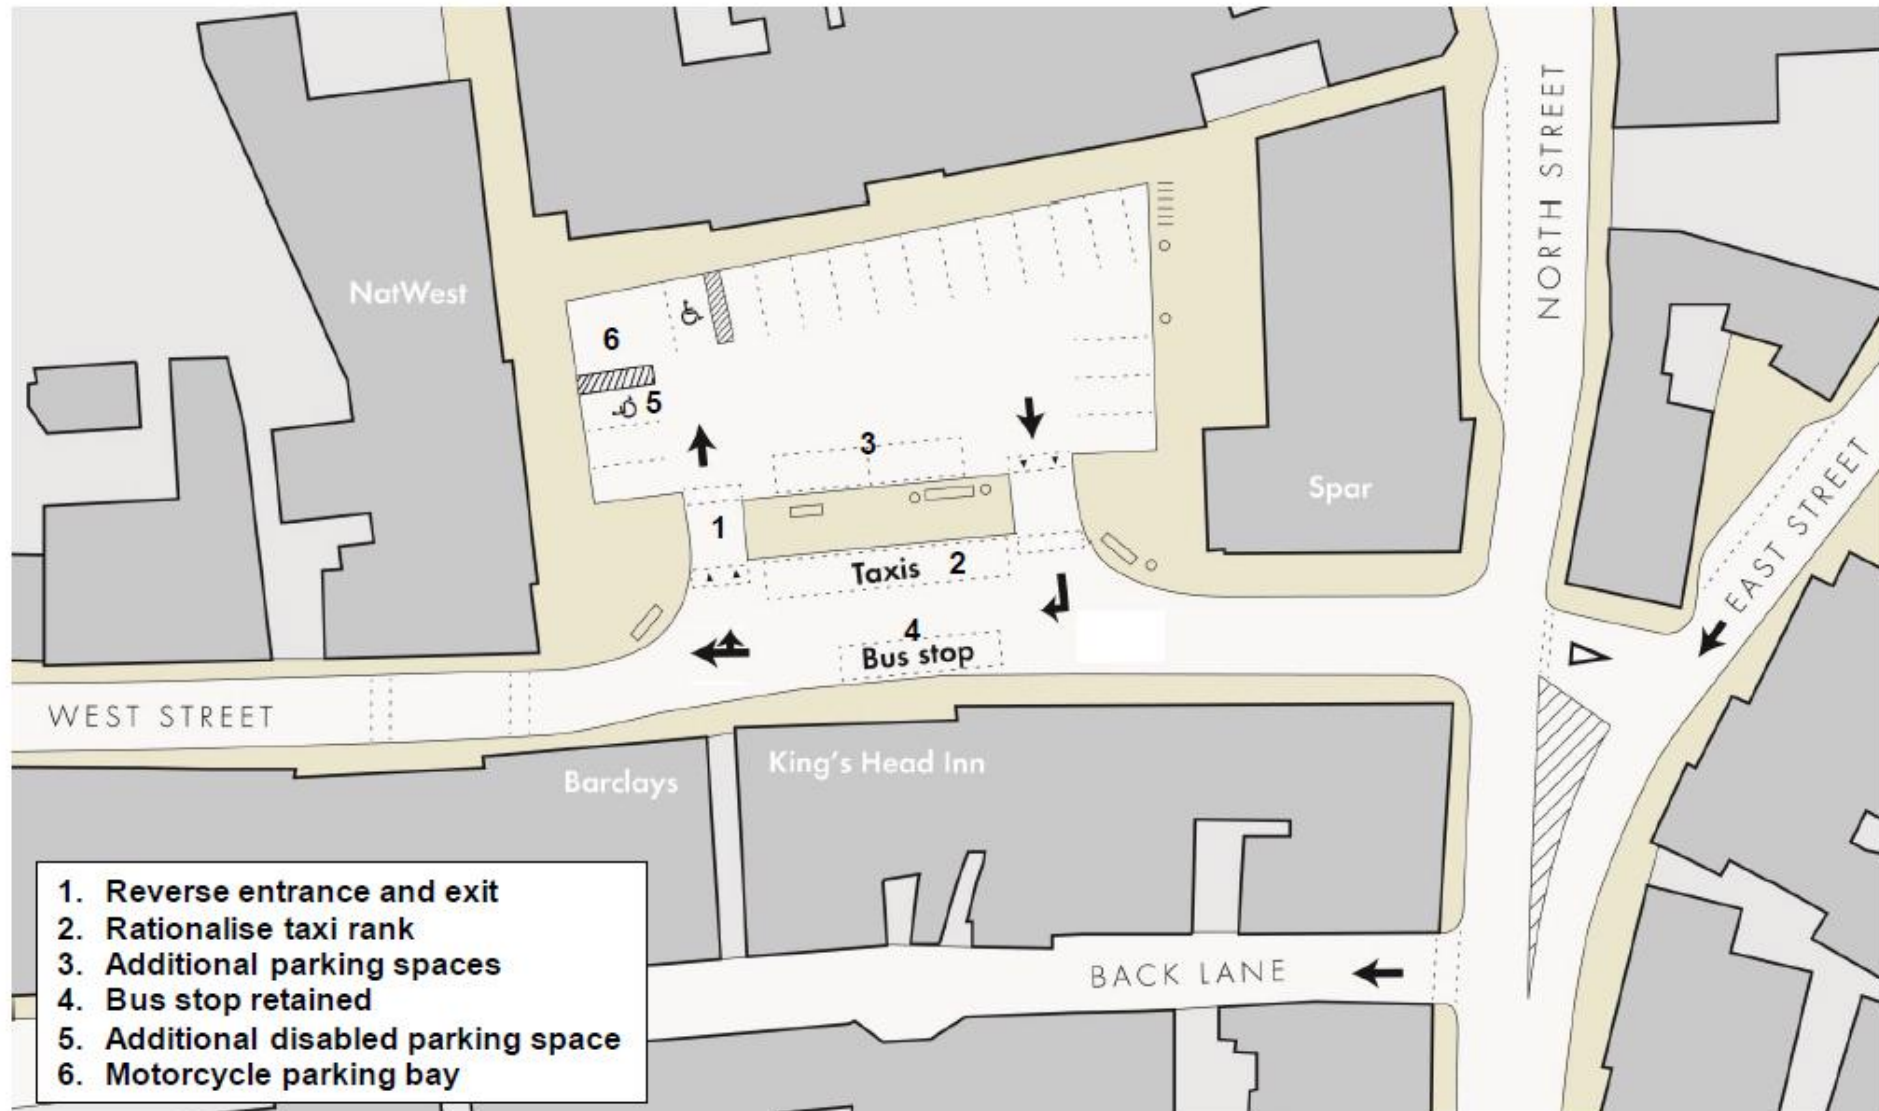 NORTH STREET
NatWest
6
5
3
Spar
1
Taxis 2
4
Bus stop
EAST STREET
WEST STREET
Barclays
King's Head Inn
BACK LANE
1. Reverse entrance and exit
2. Rationalise taxi rank
3. Additional parking spaces
4. Bus stop retained
5. Additional disabled parking space
6. Motorcycle parking bay